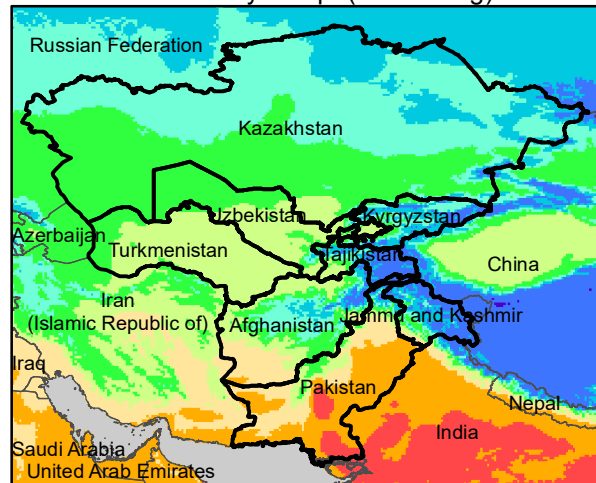 Russian Federation
Kazakhstan
Uzbekistan
Kyrgyzstan
Azerbaijan
Turkmenistan
Tajikistan
China
Iran
(Islamic Republic of)
Afghanistan
Jammu and Kashmir
Iraq
Pakistan
Nepal
India
Saudi Arabia
United Arab Emirates